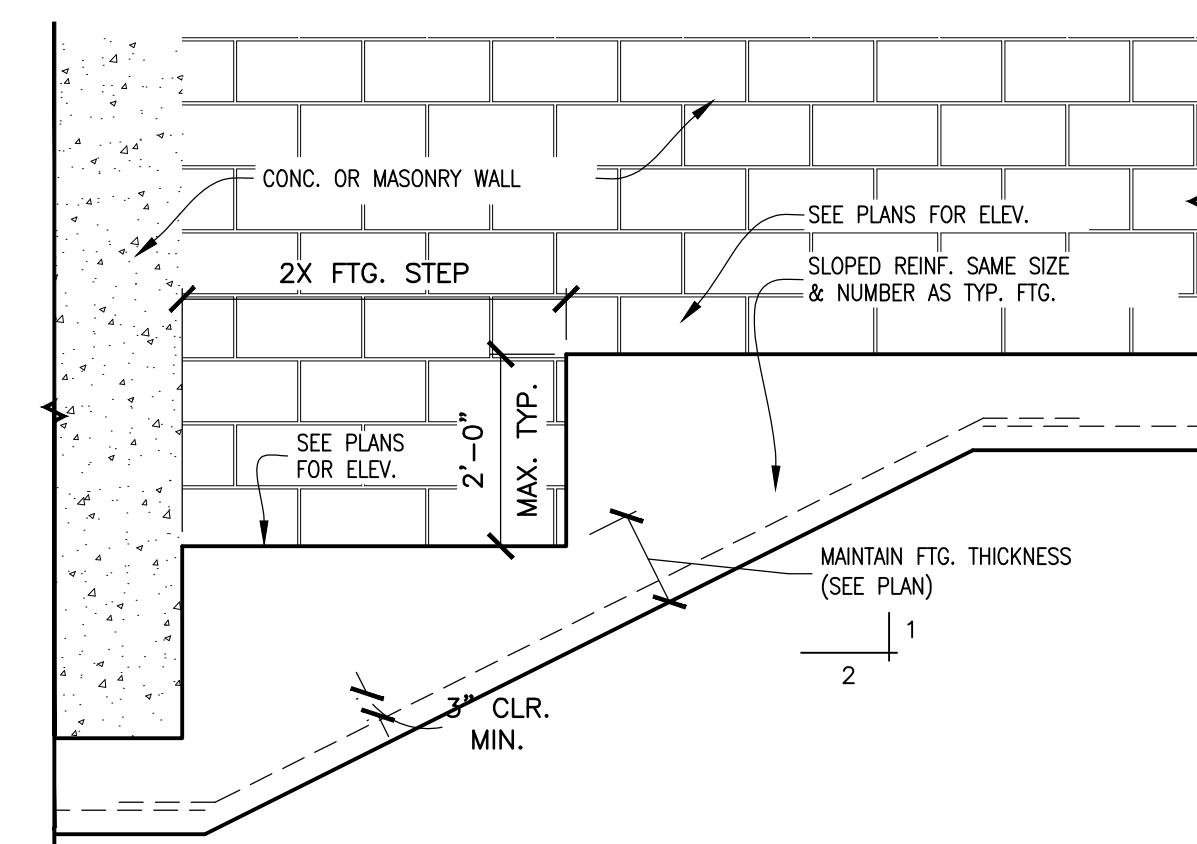 CONC. OR MASONRY WALL
SEE PLANS FOR ELEV.
2X FTG. STEP
SLOPED REINF. SAME SIZE
& NUMBER AS TYP. FTG.
2'-0"
MAX. TYP.
SEE PLANS
FOR ELEV.
MAINTAIN FTG. THICKNESS
(SEE PLAN)
1
2
3" CLR.
MIN.